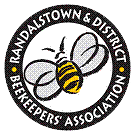 RANDALSTOWN & DISTRICT
BEEKEEPERS' ASSOCIATION